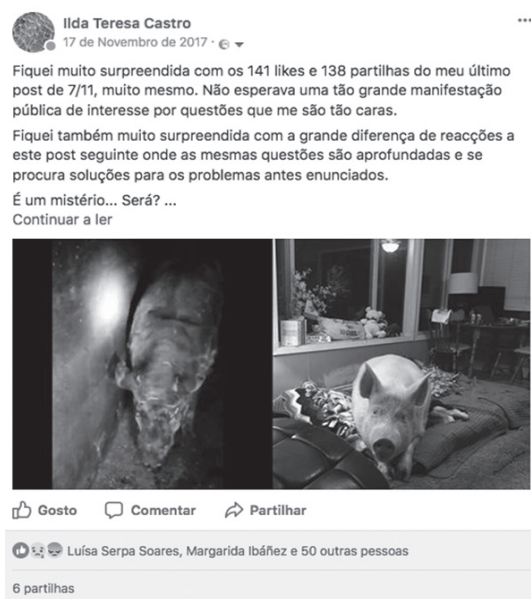 Ilda Teresa Castro
17 de Novembro de 2017 ·
Fiquei muito surpreendida com os 141 likes e 138 partilhas do meu último
post de 7/11, muito mesmo. Não esperava uma tão grande manifestação
pública de interesse por questões que me são tão caras.
Fiquei também muito surpreendida com a grande diferença de reacções a
este post seguinte onde as mesmas questões são aprofundadas e se
procura soluções para os problemas antes enunciados.
É um mistério... Será? ...
Continuar a ler
Gosto Comentar Partilhar
Luísa Serpa Soares, Margarida Ibáñez e 50 outras pessoas
6 partilhas